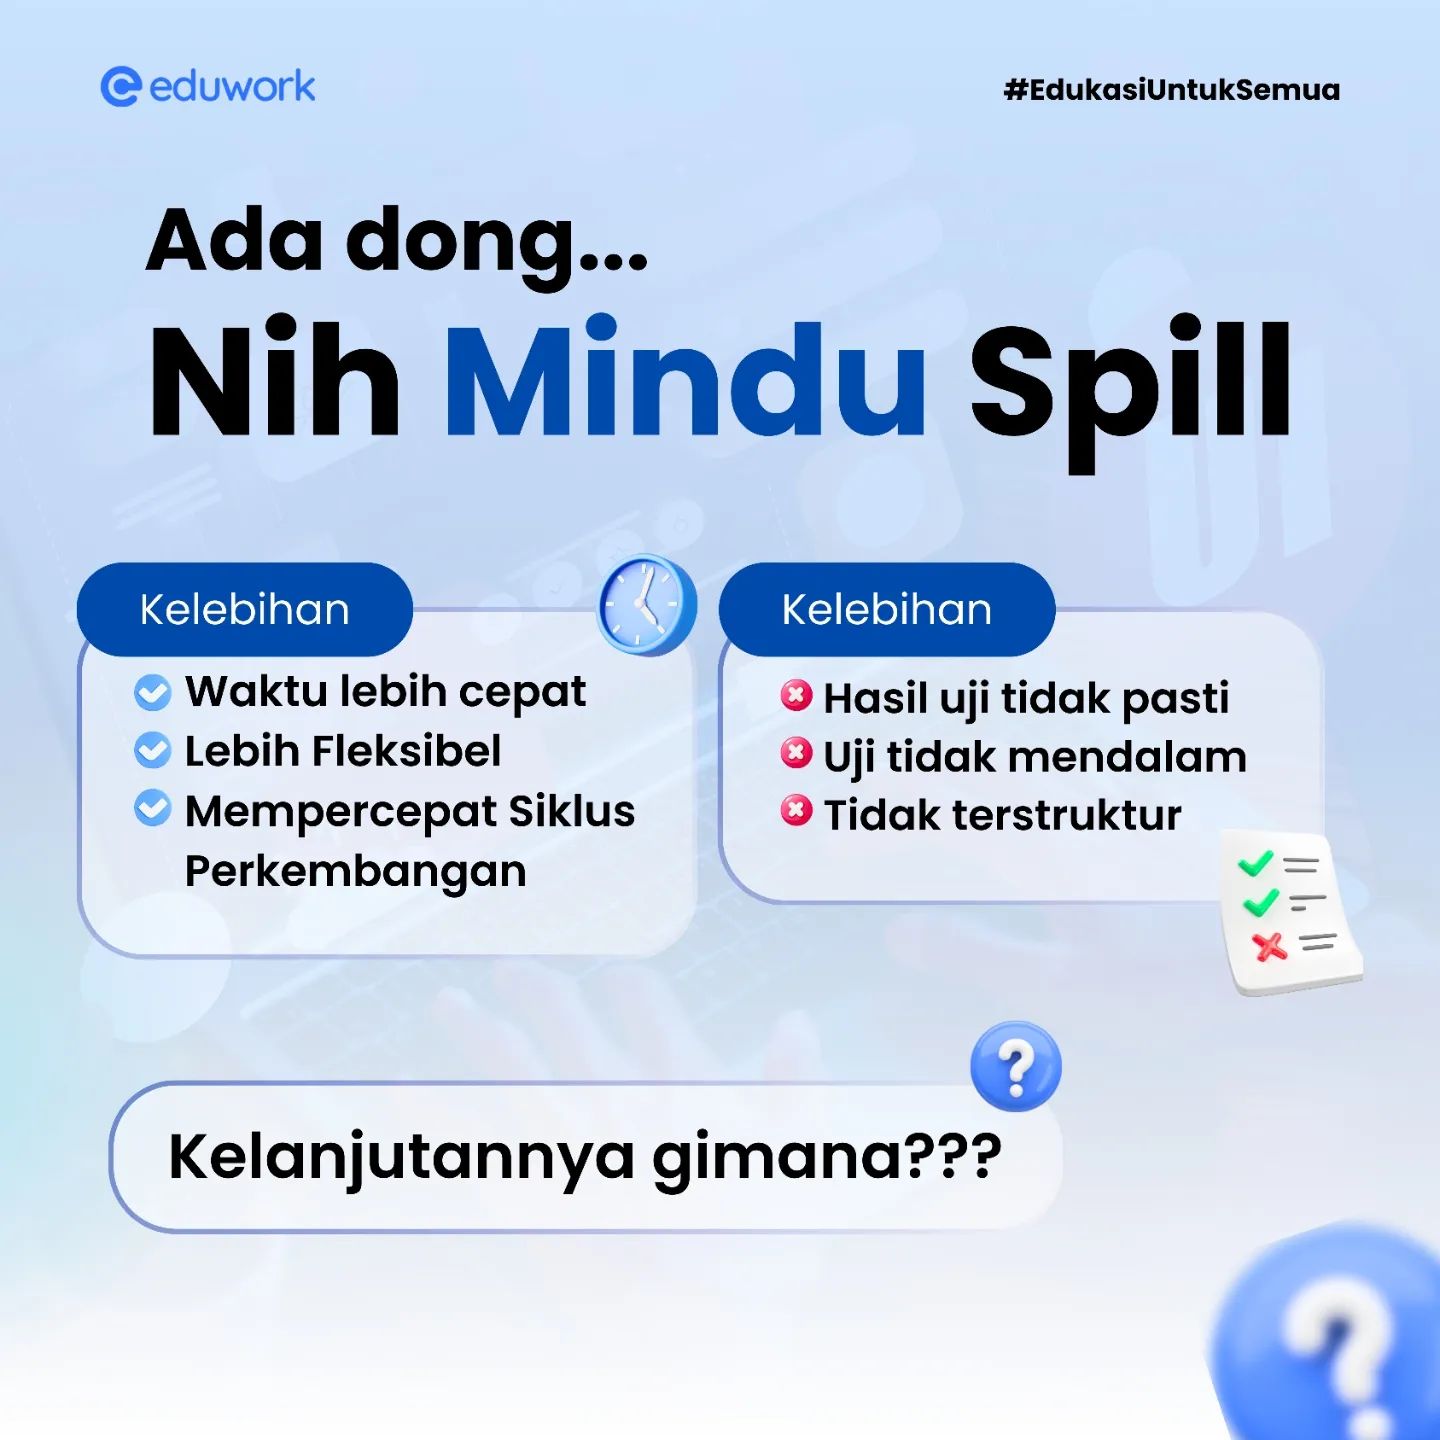 eduwork
#EdukasiUntukSemua
Ada dong...
Nih Mindu Spill
Kelebihan
Waktu lebih cepat
Lebih Fleksibel
Mempercepat Siklus
Perkembangan
Kelebihan
Hasil uji tidak pasti
Uji tidak mendalam
Tidak terstruktur
?
Kelanjutannya gimana???
?